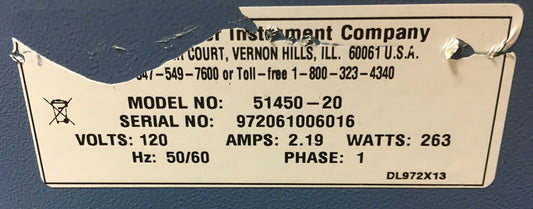 Instrument Company
COURT, VERNON HILLS, ILL. 60061 U.S.A.
847-549-7600 or Toll-free 1-800-323-4340
MODEL NO: 51450-20
SERIAL NO: 972061006016
VOLTS: 120 AMPS: 2.19 WATTS: 263
Hz: 50/60 PHASE: 1
DL972X13